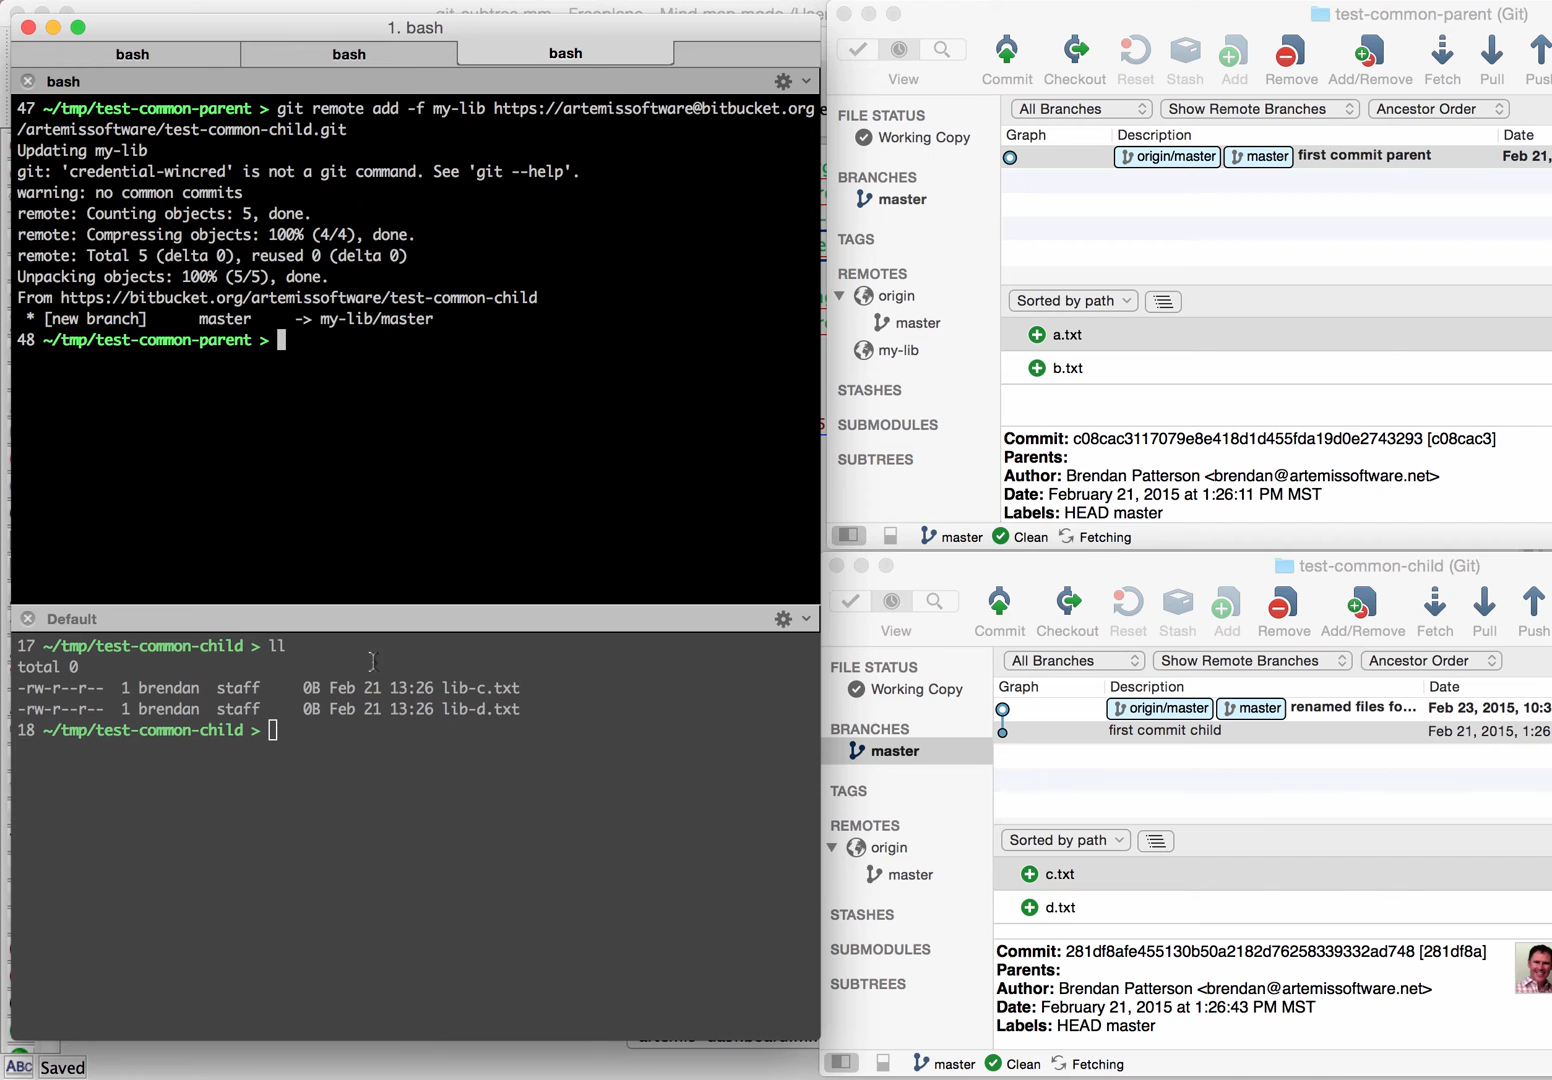 1. bash
bash
bash
bash
bash
47 ~/tmp/test-common-parent > git remote add -f my-lib https://artemissoftware@bitbucket.org
/artemissoftware/test-common-child.git
Updating my-lib
git: 'credential-wincred' is not a git command. See 'git --help'.
warning: no common commits
remote: Counting objects: 5, done.
remote: Compressing objects: 100% (4/4), done.
remote: Total 5 (delta 0), reused 0 (delta 0)
Unpacking objects: 100% (5/5), done.
From https://bitbucket.org/artemissoftware/test-common-child
* [new branch] master -> my-lib/master
48 ~/tmp/test-common-parent >
Default
17 ~/tmp/test-common-child > ll
total 0
-rw-r--r-- 1 brendan staff 0B Feb 21 13:26 lib-c.txt
-rw-r--r-- 1 brendan staff 0B Feb 21 13:26 lib-d.txt
18 ~/tmp/test-common-child >
ABC Saved
test-common-parent (Git)
View Commit Checkout Reset Stash Add Remove Add/Remove Fetch Pull Push
All Branches Show Remote Branches Ancestor Order
FILE STATUS
Working Copy
BRANCHES
master
TAGS
REMOTES
origin
master
my-lib
STASHES
SUBMODULES
SUBTREES
Graph Description Date
origin/master master first commit parent Feb 21,
Sorted by path
a.txt
b.txt
Commit: c08cac3117079e8e418d1d455fda19d0e2743293 [c08cac3]
Parents:
Author: Brendan Patterson <brendan@artemissoftware.net>
Date: February 21, 2015 at 1:26:11 PM MST
Labels: HEAD master
master Clean Fetching
test-common-child (Git)
View Commit Checkout Reset Stash Add Remove Add/Remove Fetch Pull Push
All Branches Show Remote Branches Ancestor Order
FILE STATUS
Working Copy
BRANCHES
master
TAGS
REMOTES
origin
master
STASHES
SUBMODULES
SUBTREES
Graph Description Date
origin/master master renamed files fo... Feb 23, 2015, 10:3
first commit child Feb 21, 2015, 1:26
Sorted by path
c.txt
d.txt
Commit: 281df8afe455130b50a2182d76258339332ad748 [281df8a]
Parents:
Author: Brendan Patterson <brendan@artemissoftware.net>
Date: February 21, 2015 at 1:26:43 PM MST
Labels: HEAD master
master Clean Fetching